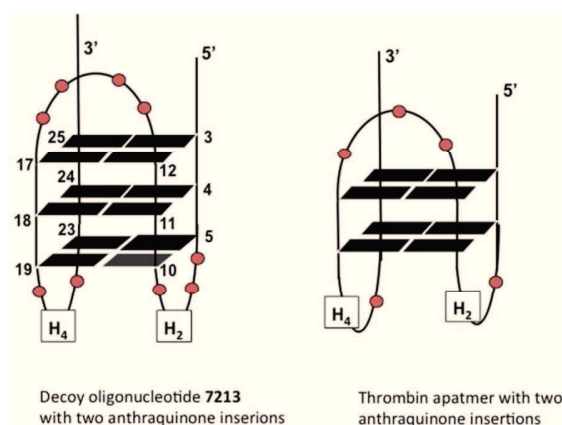 3’
5’
3’
5’
25
3
17
12
24
4
18
11
23
5
19
10
H4
H2
H4
H2
Decoy oligonucleotide 7213
with two anthraquinone inserions
Thrombin apatmer with two
anthraquinone insertions